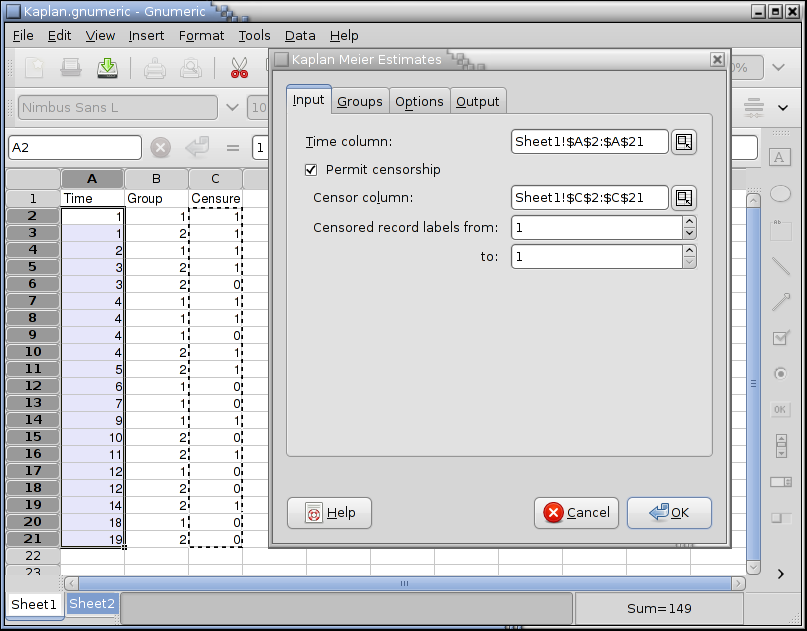 Kaplan.gnumeric - Gnumeric
File Edit View Insert Format Tools Data Help
Kaplan Meier Estimates
0%
Nimbus Sans L 10
A2 1
Input Groups Options Output
Time column: Sheet1!$A$2:$A$21
Permit censorship
Censor column: Sheet1!$C$2:$C$21
Censored record labels from: 1
to: 1
Help Cancel OK
A B C
1 Time Group Censure
2 1 1 1
3 1 2 1
4 2 1 1
5 3 2 1
6 3 2 0
7 4 1 1
8 4 1 1
9 4 1 0
10 4 2 1
11 5 2 1
12 6 1 0
13 7 1 0
14 9 1 1
15 10 2 0
16 11 2 1
17 12 1 0
18 12 2 0
19 14 2 1
20 18 1 0
21 19 2 0
22
23
A
Ab
OK
Sheet1 Sheet2 Sum=149